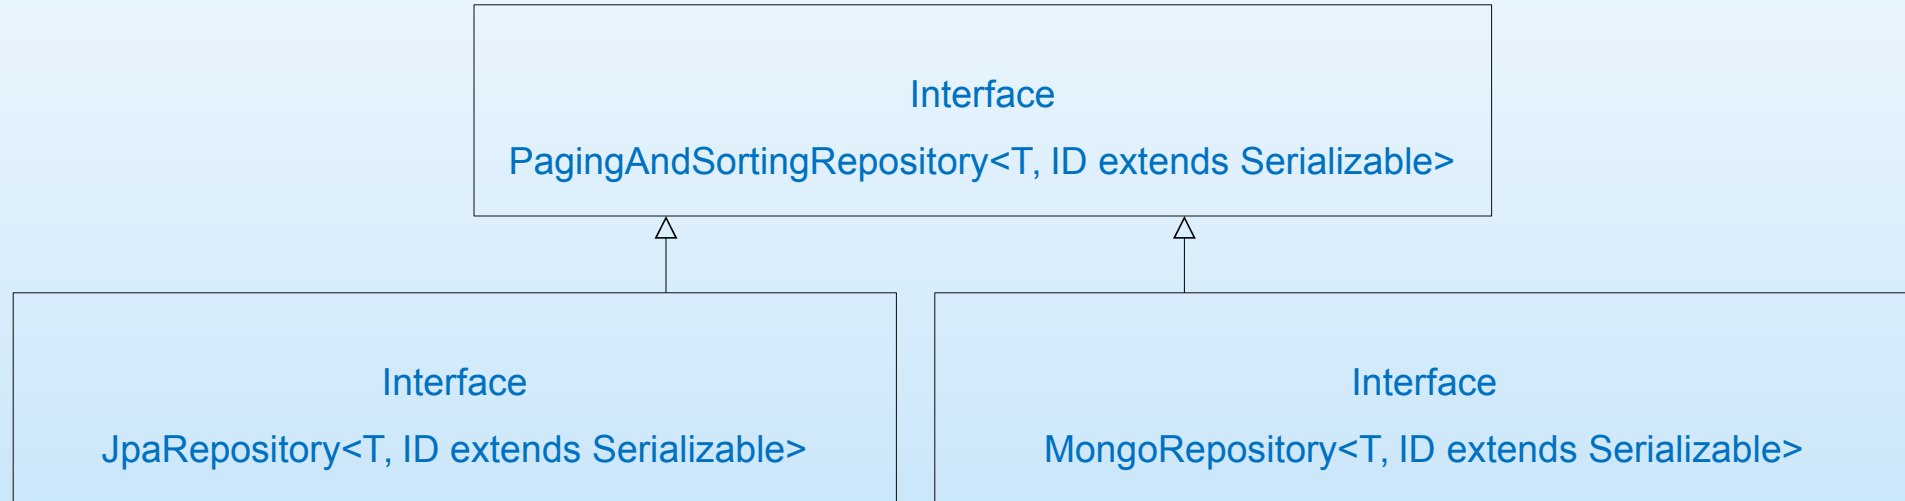 Interface
PagingAndSortingRepository<T, ID extends Serializable>
Interface
JpaRepository<T, ID extends Serializable>
Interface
MongoRepository<T, ID extends Serializable>